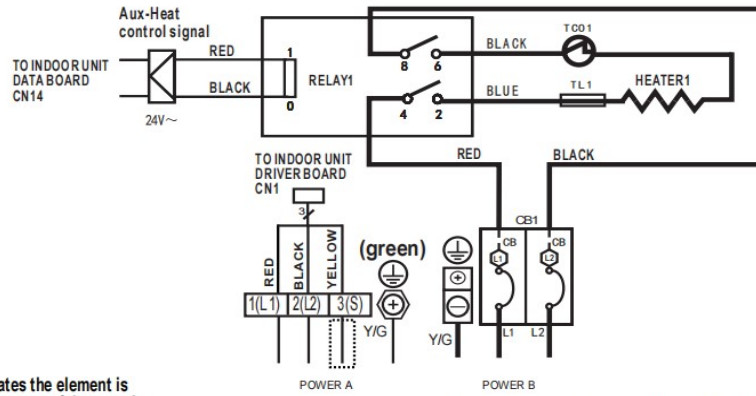 Aux-Heat
control signal
TO INDOOR UNIT
DATA BOARD
CN14
24V~
RED
BLACK
1
0
RELAY1
8 6
4 2
BLACK
BLUE
TCO1
TL1
HEATER1
RED
BLACK
TO INDOOR UNIT
DRIVER BOARD
CN1
3
RED
BLACK
YELLOW
(green)
1(L1) 2(L2) 3(S)
Y/G
Y/G
CB1
CB CB
L1 L2
L1 L2
POWER A
POWER B
ates the element is